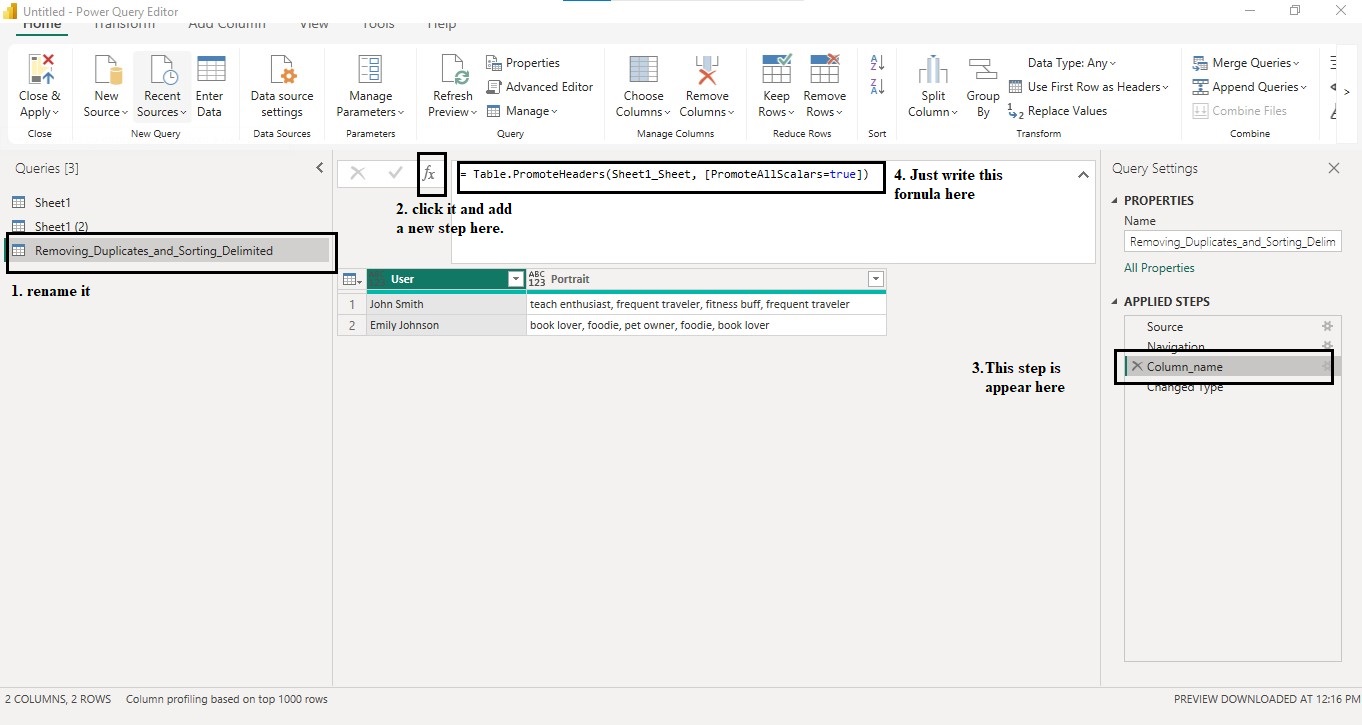 Untitled - Power Query Editor
Home Transform Add Column View Tools Help
Close & Apply
New Source
Recent Sources
Enter Data
Data source settings
Manage Parameters
Refresh Preview
Properties
Advanced Editor
Manage
Choose Columns
Remove Columns
Keep Rows
Remove Rows
Split Column
Group By
Data Type: Any
Use First Row as Headers
Replace Values
Merge Queries
Append Queries
Combine Files
Close
New Query
Data Sources
Parameters
Query
Manage Columns
Reduce Rows
Sort
Transform
Combine
Queries [3]
Sheet1
Sheet1 (2)
Removing_Duplicates_and_Sorting_Delimited
1. rename it
fx
= Table.PromoteHeaders(Sheet1_Sheet, [PromoteAllScalars=true])
4. Just write this
fornula here
2. click it and add
a new step here.
User
ABC
123
Portrait
1 John Smith teach enthusiast, frequent traveler, fitness buff, frequent traveler
2 Emily Johnson book lover, foodie, pet owner, foodie, book lover
3.This step is
appear here
Query Settings
PROPERTIES
Name
Removing_Duplicates_and_Sorting_Delim
All Properties
APPLIED STEPS
Source
Navigation
Column_name
Changed Type
2 COLUMNS, 2 ROWS Column profiling based on top 1000 rows
PREVIEW DOWNLOADED AT 12:16 PM